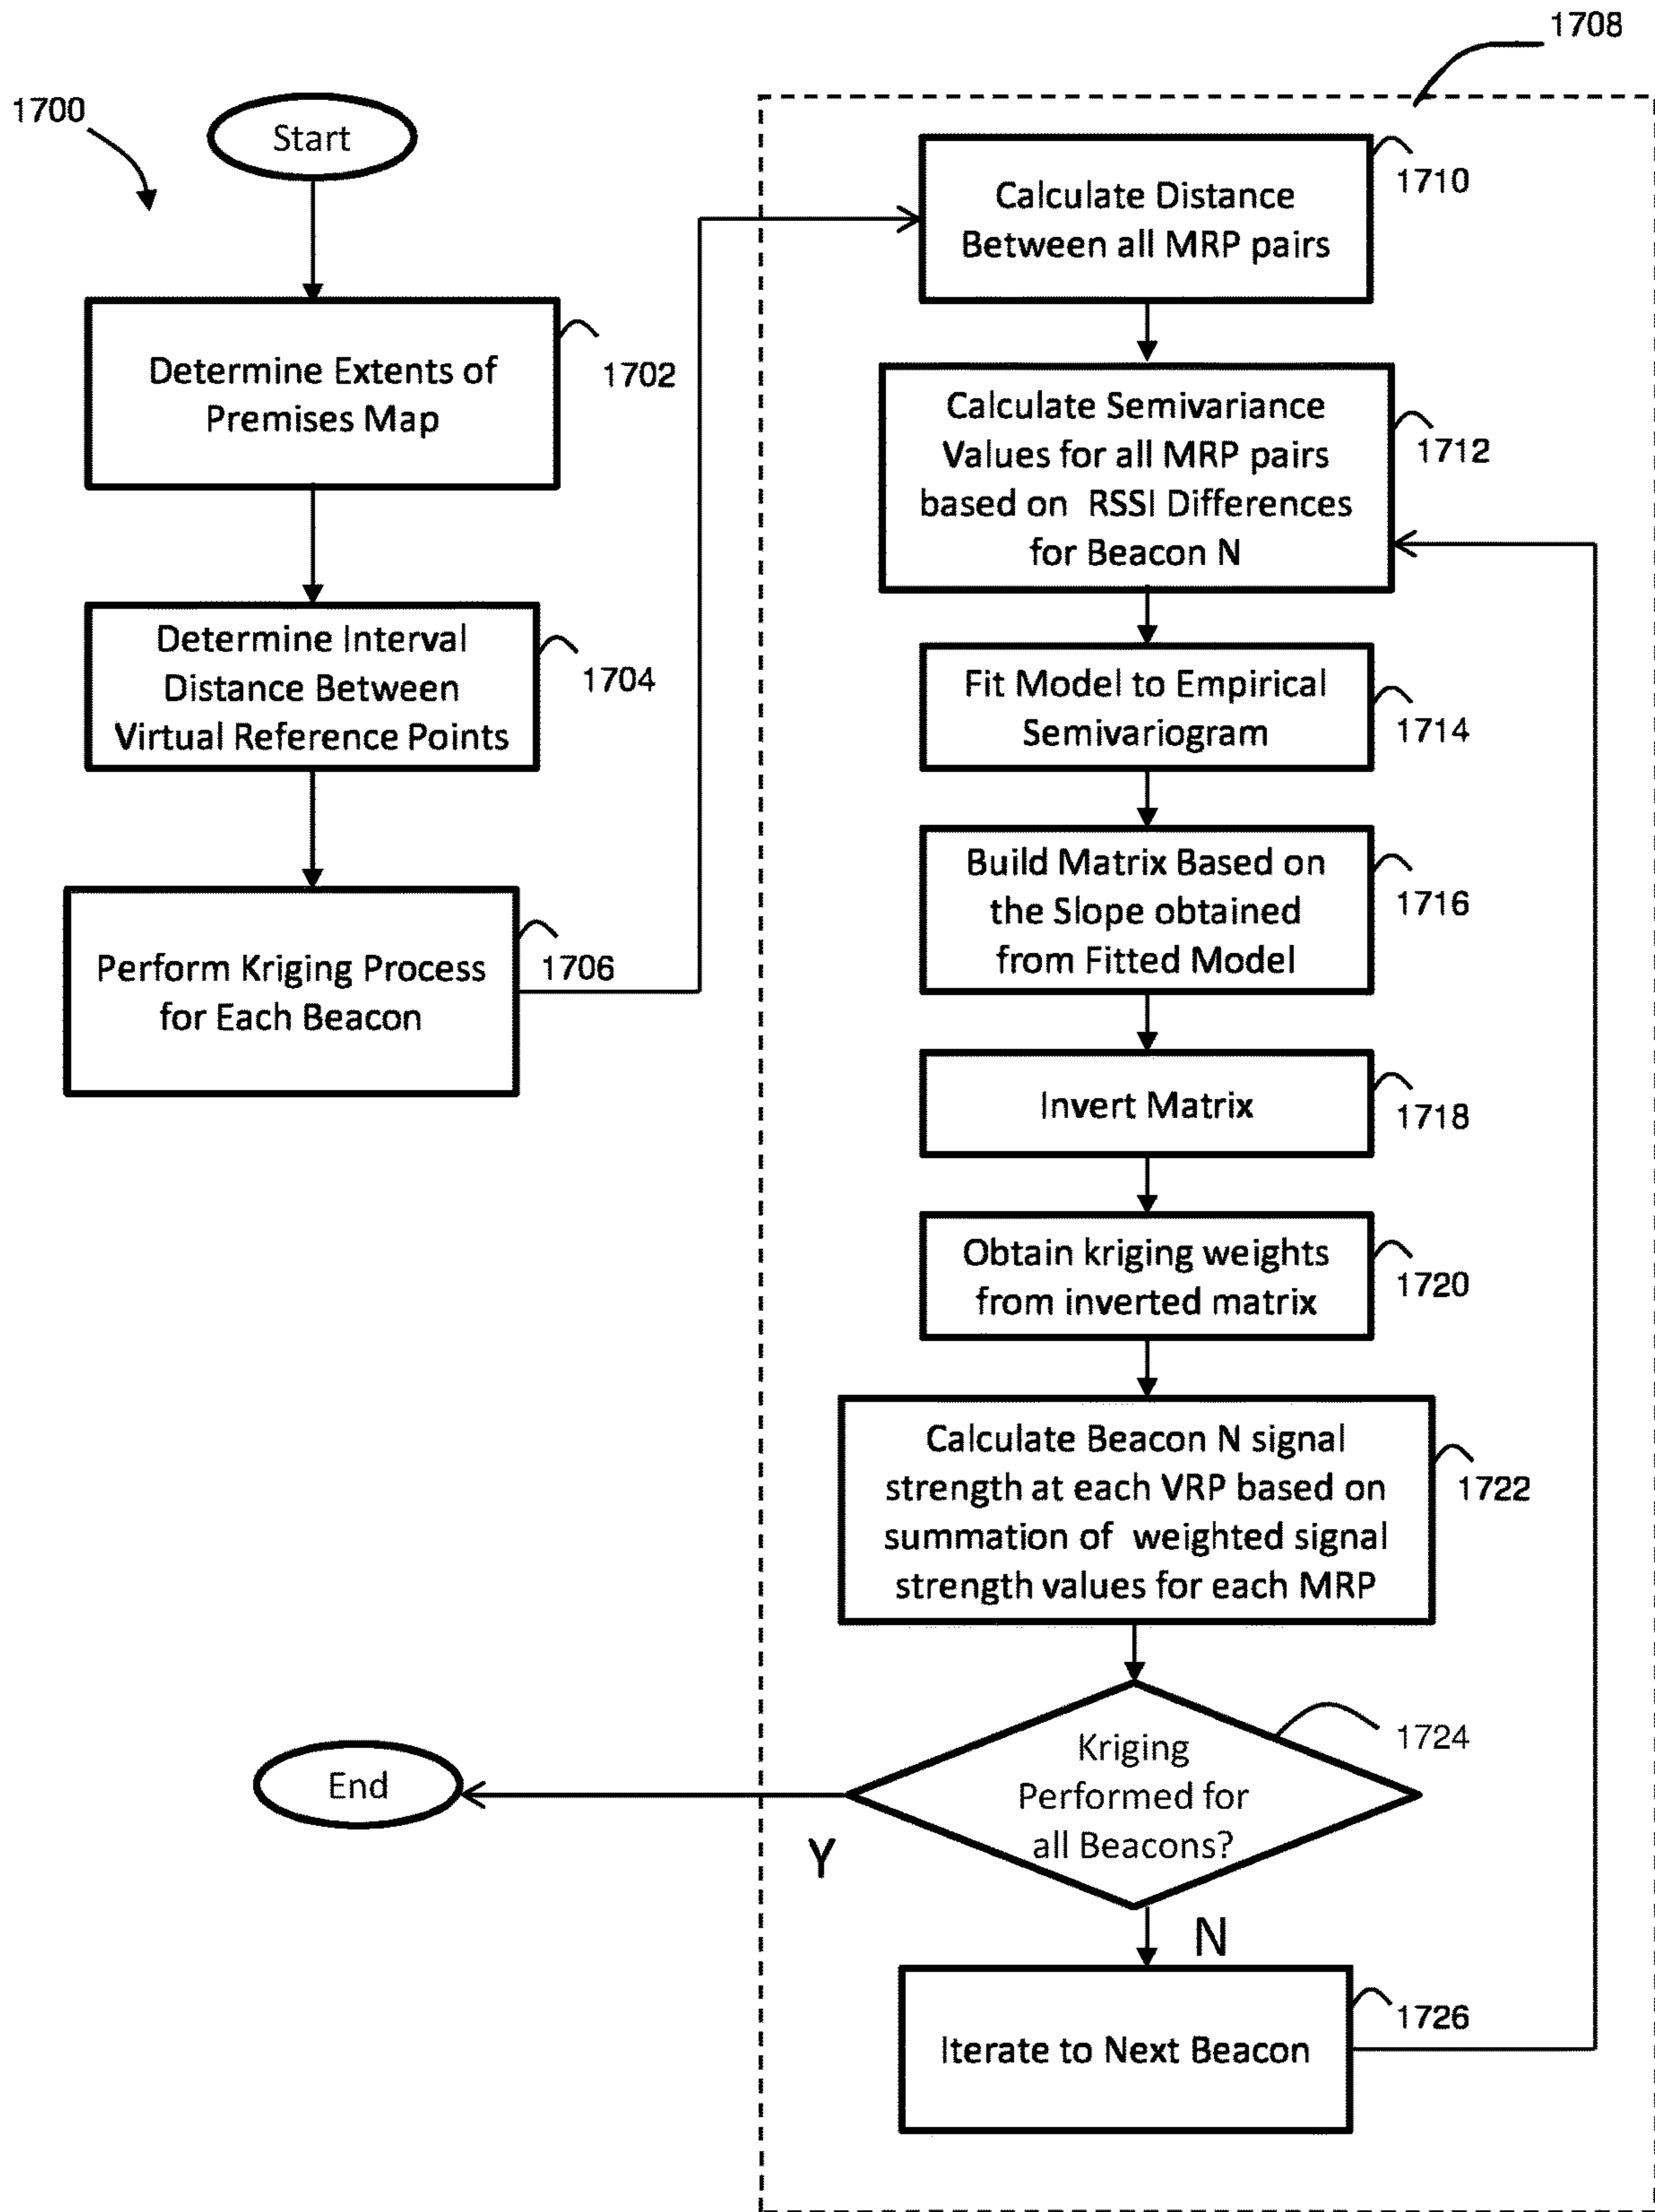 1700
Start
Determine Extents of
Premises Map
1702
Determine Interval
Distance Between
Virtual Reference Points
1704
Perform Kriging Process
for Each Beacon
1706
1708
Calculate Distance
Between all MRP pairs
1710
Calculate Semivariance
Values for all MRP pairs
based on RSSI Differences
for Beacon N
1712
Fit Model to Empirical
Semivariogram
1714
Build Matrix Based on
the Slope obtained
from Fitted Model
1716
Invert Matrix
1718
Obtain kriging weights
from inverted matrix
1720
Calculate Beacon N signal
strength at each VRP based on
summation of weighted signal
strength values for each MRP
1722
Kriging
Performed for
all Beacons?
1724
Y
End
N
Iterate to Next Beacon
1726